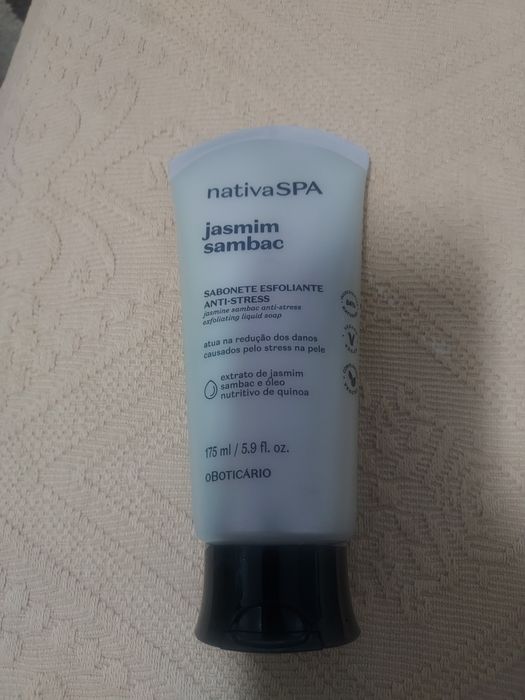 nativaSPA
jasmim
sambac
SABONETE ESFOLIANTE
ANTI-STRESS
jasmine sambac anti-stress
exfoliating liquid soap
atua na redução dos danos
causados pelo stress na pele
extrato de jasmim
sambac e óleo
nutritivo de quinoa
175 ml / 5.9 fl. oz.
oBOTICÁRIO